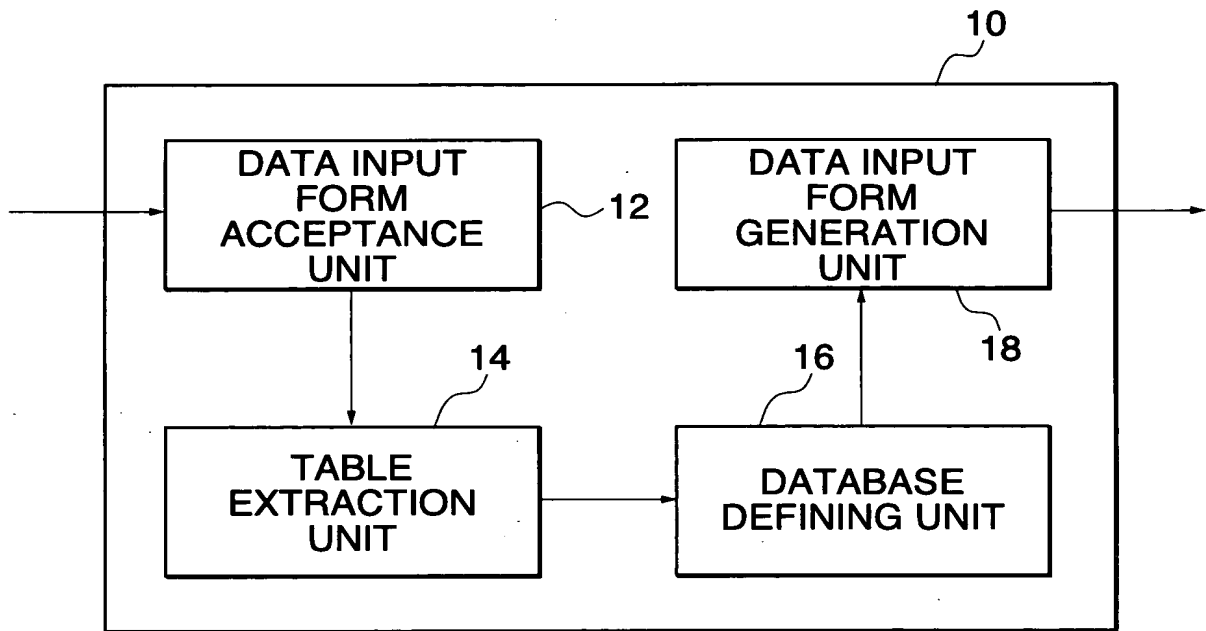 10
DATA INPUT
FORM
ACCEPTANCE
UNIT
12
DATA INPUT
FORM
GENERATION
UNIT
18
14
TABLE
EXTRACTION
UNIT
16
DATABASE
DEFINING UNIT